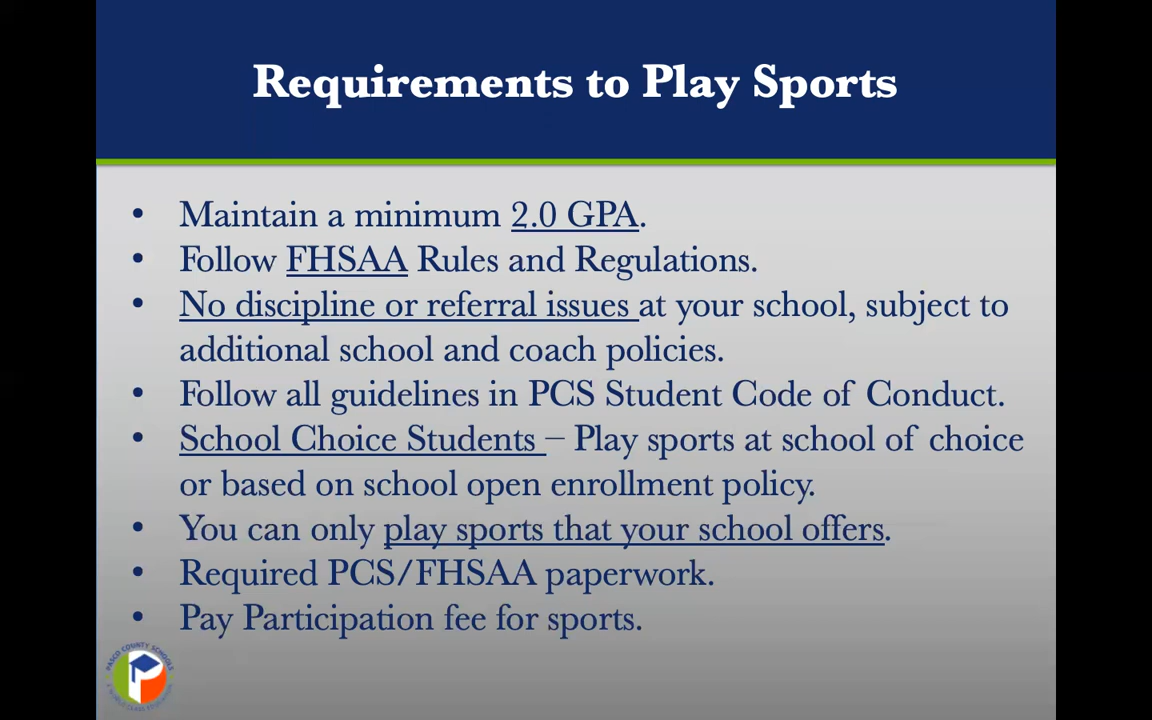 Requirements to Play Sports
• Maintain a minimum 2.0 GPA.
• Follow FHSAA Rules and Regulations.
• No discipline or referral issues at your school, subject to
additional school and coach policies.
• Follow all guidelines in PCS Student Code of Conduct.
• School Choice Students – Play sports at school of choice
or based on school open enrollment policy.
• You can only play sports that your school offers.
• Required PCS/FHSAA paperwork.
• Pay Participation fee for sports.
PASCO COUNTY SCHOOLS